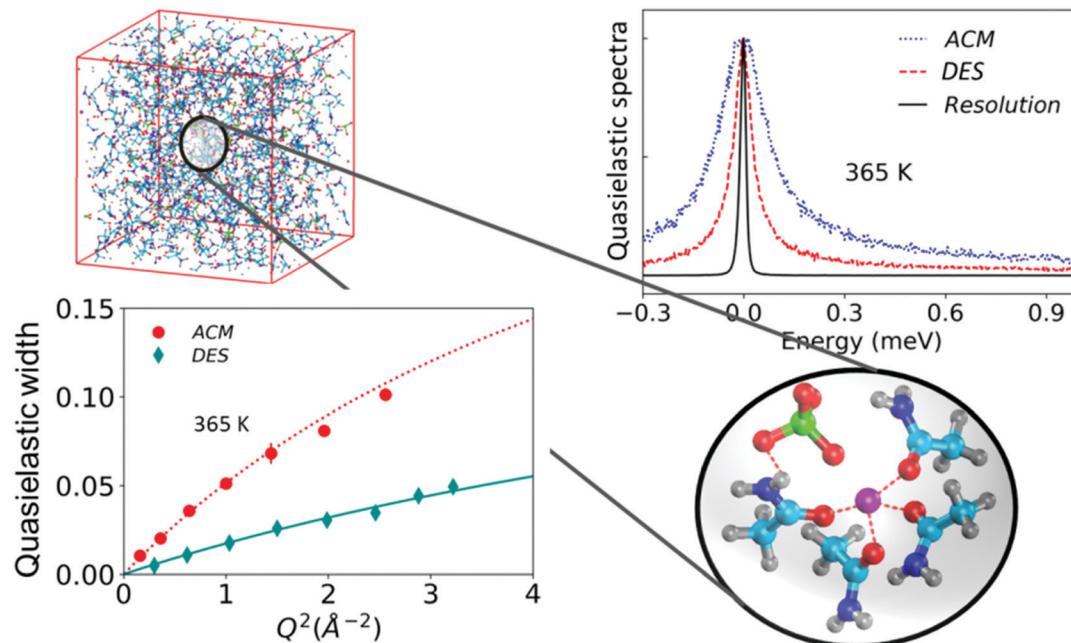 Quasielastic spectra
ACM
DES
Resolution
365 K
−0.3 0.0 0.3 0.6 0.9
Energy (meV)
Quasielastic width
0.15
0.10
0.05
0.00
ACM
DES
365 K
0 1 2 3 4
Q²(Å⁻²)